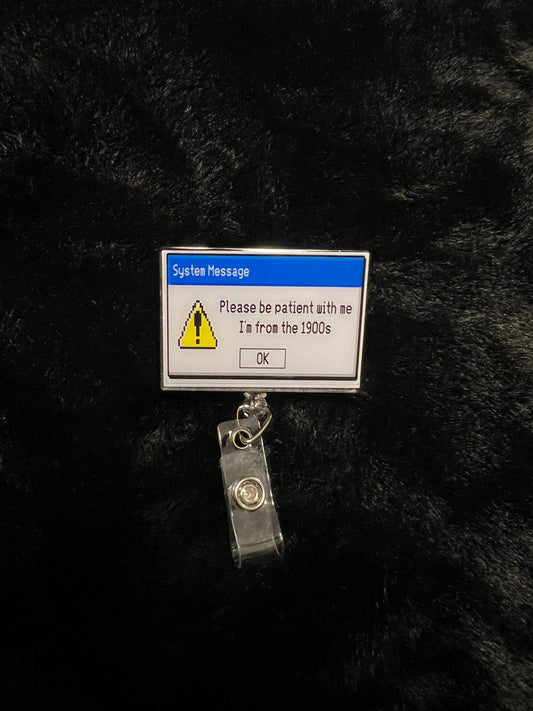 System Message
Please be patient with me
I'm from the 1900s
OK